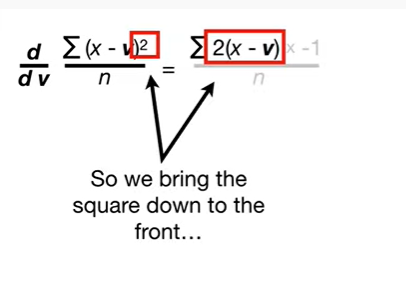 d/dv Σ(x - v)² / n = Σ 2(x - v) × -1 / n
So we bring the
square down to the
front…